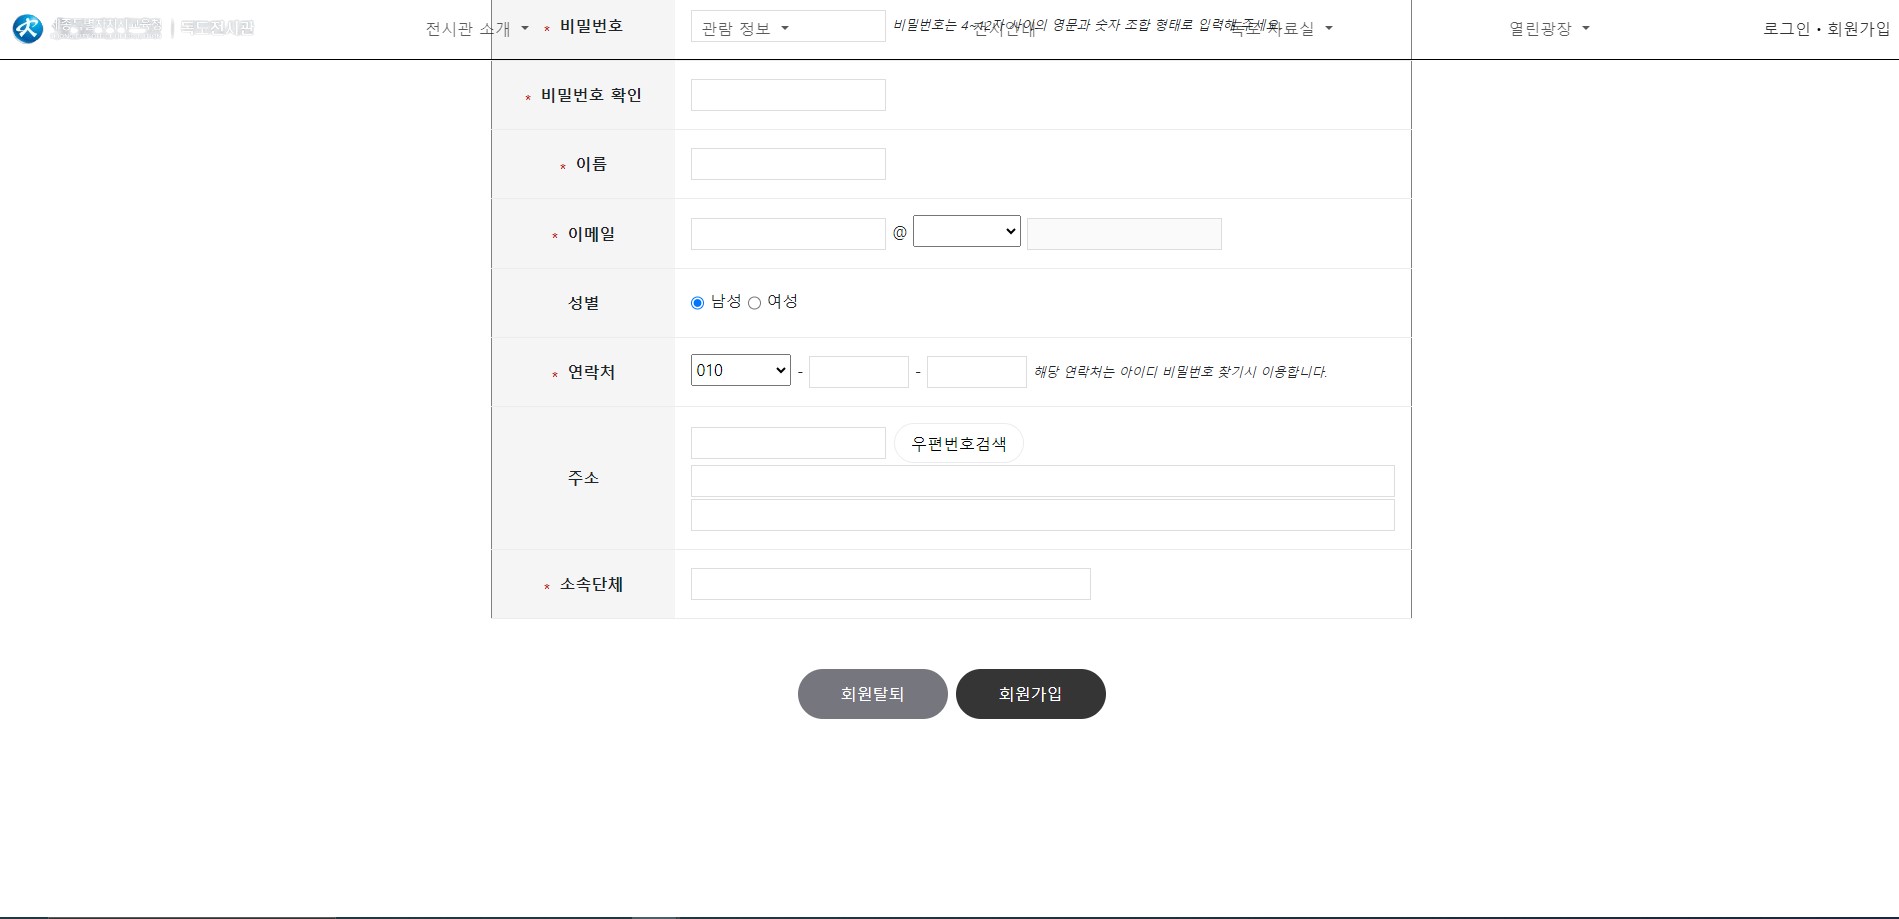 독도전시관
전시관 소개
관람 정보
전시안내
독도 자료실
열린광장
로그인 • 회원가입
* 비밀번호
비밀번호는 4~12자 사이의 영문과 숫자 조합 형태로 입력해 주세요.
* 비밀번호 확인
* 이름
* 이메일
@
성별
남성 여성
* 연락처
010 - - 해당 연락처는 아이디 비밀번호 찾기시 이용합니다.
주소
우편번호검색
* 소속단체
회원탈퇴 회원가입